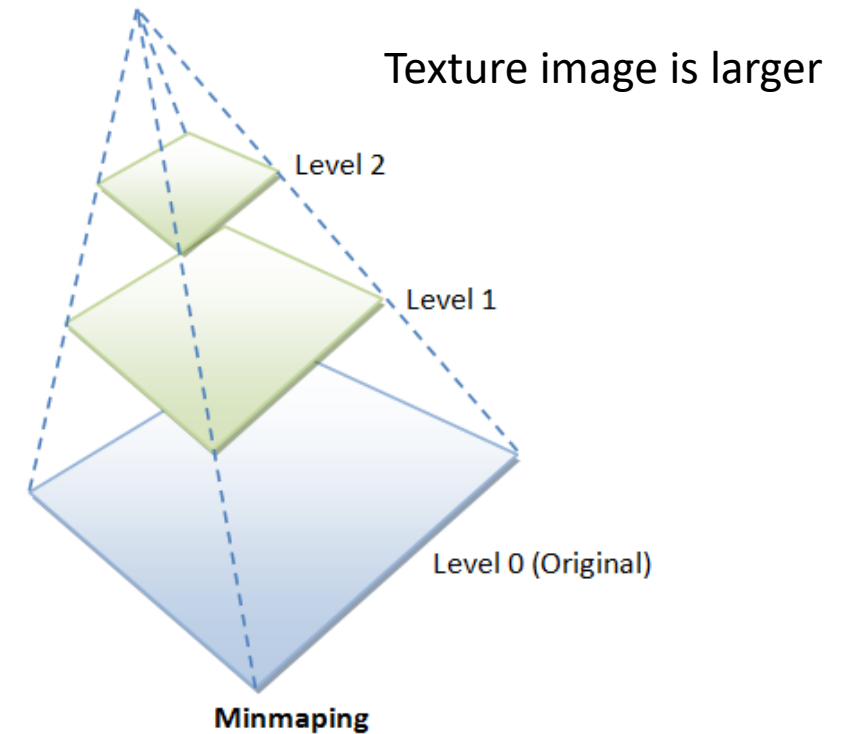 Texture image is larger
Level 2
Level 1
Level 0 (Original)
Minmaping